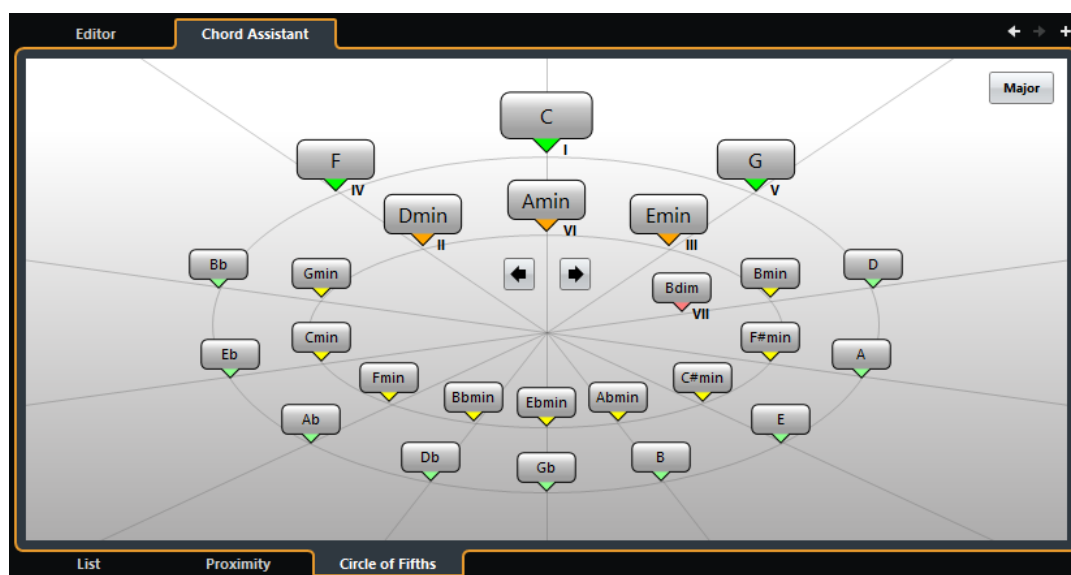 Editor Chord Assistant
Major
C
I
F G
IV V
Amin
Dmin Emin
VI
II III
Bb Gmin Bmin D
Bdim
VII
Cmin F#min
Eb A
Fmin C#min
Bbmin Ebmin Abmin
Ab E
Db Gb B
List Proximity Circle of Fifths